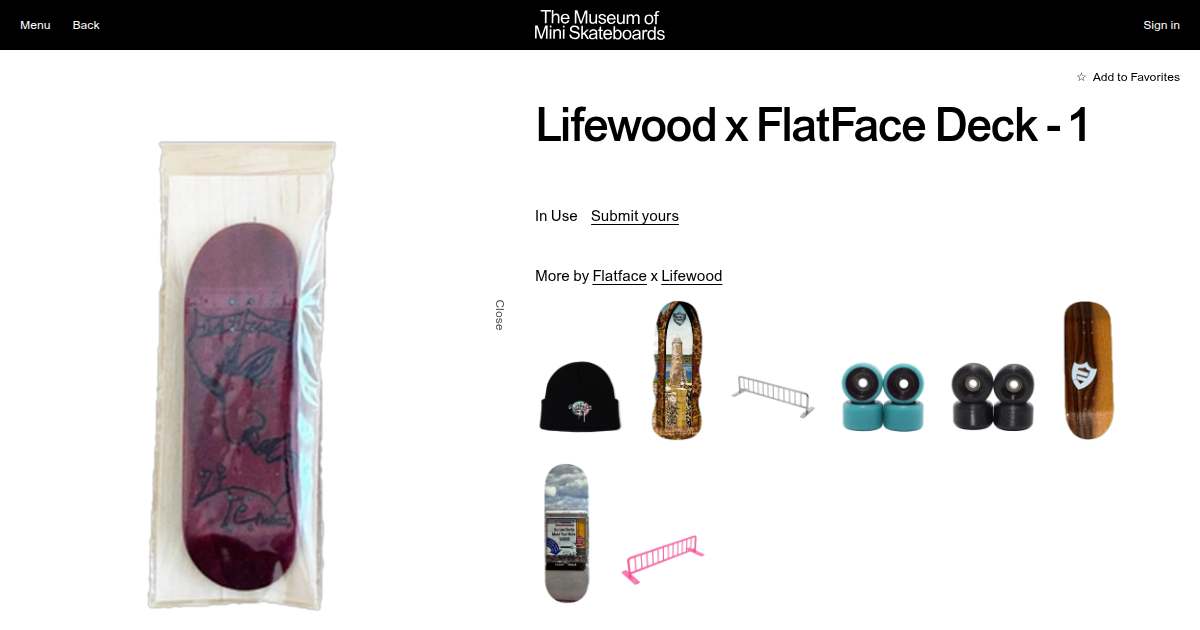 Menu
Back
The Museum of
Mini Skateboards
Sign in
☆ Add to Favorites
Lifewood x FlatFace Deck - 1
In Use
Submit yours
More by Flatface x Lifewood
Close